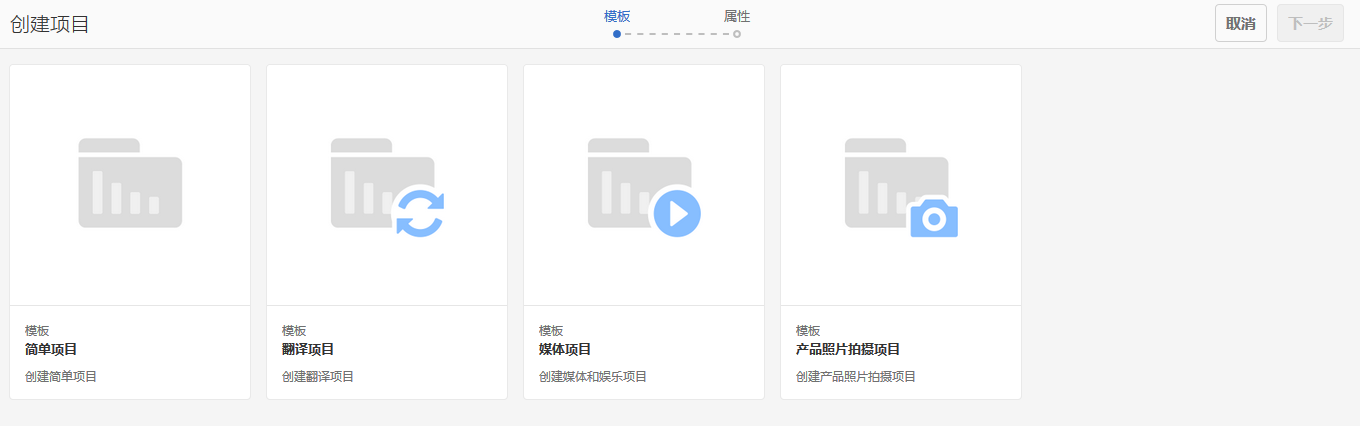 创建项目
模板
属性
取消
下一步
模板
简单项目
创建简单项目
模板
翻译项目
创建翻译项目
模板
媒体项目
创建媒体和娱乐项目
模板
产品照片拍摄项目
创建产品照片拍摄项目